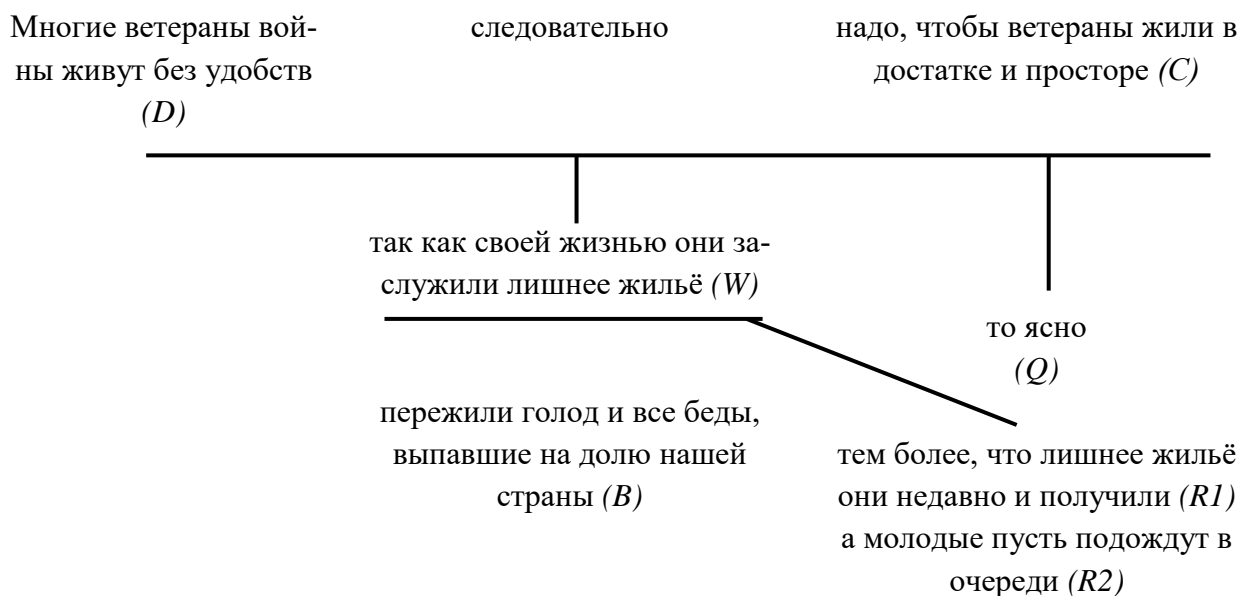 Многие ветераны вой-
ны живут без удобств
(D)
следовательно
надо, чтобы ветераны жили в
достатке и просторе (C)
так как своей жизнью они за-
служили лишнее жильё (W)
то ясно
(Q)
пережили голод и все беды,
выпавшие на долю нашей
страны (B)
тем более, что лишнее жильё
они недавно и получили (R1)
а молодые пусть подождут в
очереди (R2)